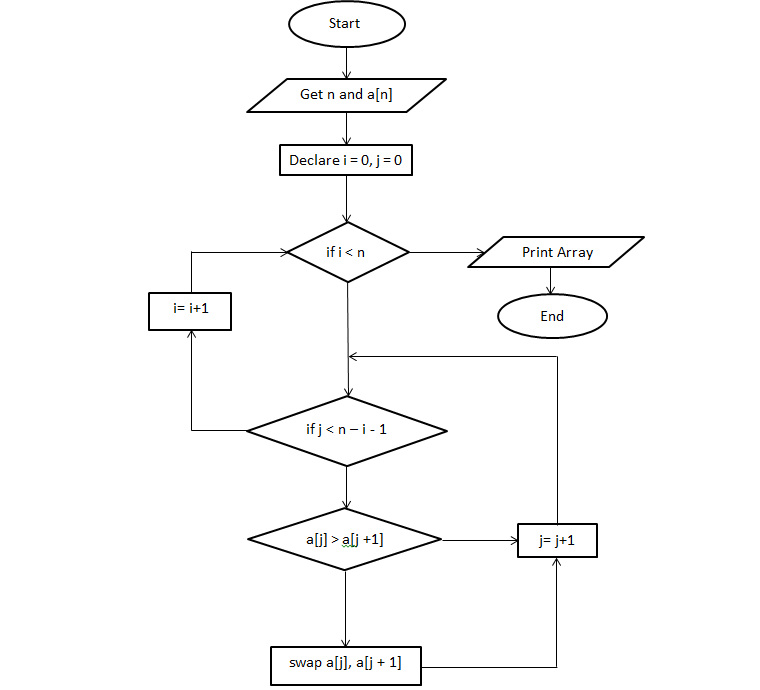 Start
Get n and a[n]
Declare i = 0, j = 0
if i < n
Print Array
i= i+1
End
if j < n – i - 1
a[j] > a[j +1]
j= j+1
swap a[j], a[j + 1]